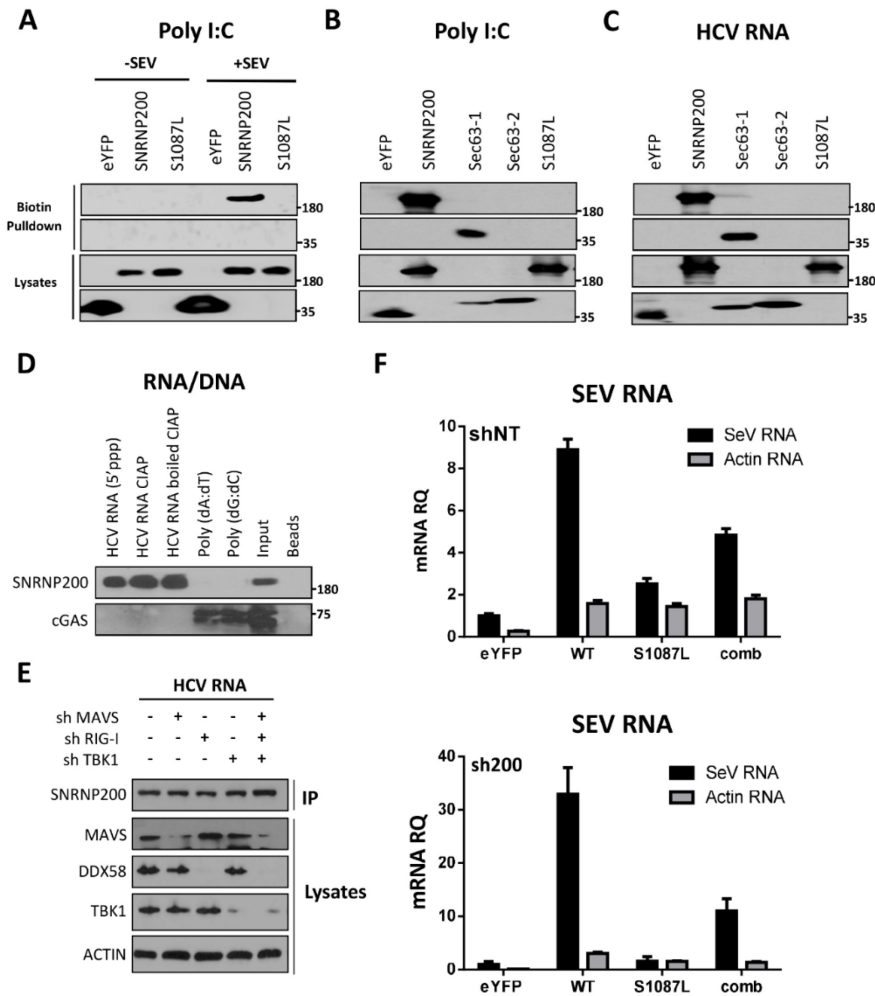 A
Poly I:C
-SEV +SEV
eYFP
SNRNP200
S1087L
eYFP
SNRNP200
S1087L
Biotin
Pulldown
180
35
Lysates
180
35
B
Poly I:C
eYFP
SNRNP200
Sec63-1
Sec63-2
S1087L
180
35
180
35
C
HCV RNA
eYFP
SNRNP200
Sec63-1
Sec63-2
S1087L
180
35
180
35
D
RNA/DNA
HCV RNA (5'ppp)
HCV RNA CIAP
HCV RNA boiled CIAP
Poly (dA:dT)
Poly (dG:dC)
Input
Beads
SNRNP200 180
cGAS 75
E
HCV RNA
sh MAVS - + - - +
sh RIG-I - - + - +
sh TBK1 - - - + +
SNRNP200 IP
MAVS
DDX58
TBK1
ACTIN
Lysates
F
SEV RNA
shNT
SeV RNA
Actin RNA
mRNA RQ
10
8
6
4
2
0
eYFP WT S1087L comb
SEV RNA
sh200
SeV RNA
Actin RNA
mRNA RQ
40
30
20
10
0
eYFP WT S1087L comb